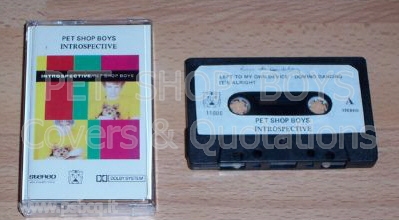 PET SHOP BOYS
INTROSPECTIVE
INTROSPECTIVE/PET SHOP BOYS
STEREO
DOLBY SYSTEM
LEFT TO MY OWN DEVICES DOMINO DANCING
IT'S ALRIGHT
A
STEREO
PET SHOP BOYS
INTROSPECTIVE
PET SHOP BOYS
Covers & Quotations